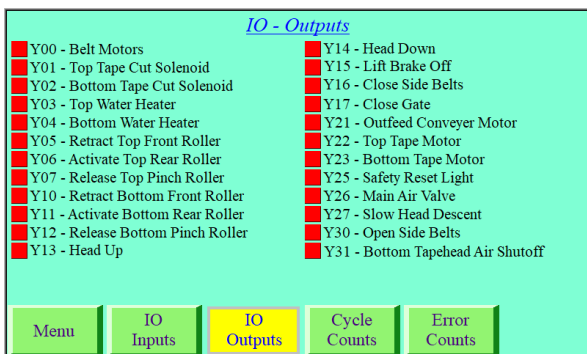 IO - Outputs
Y00 - Belt Motors
Y01 - Top Tape Cut Solenoid
Y02 - Bottom Tape Cut Solenoid
Y03 - Top Water Heater
Y04 - Bottom Water Heater
Y05 - Retract Top Front Roller
Y06 - Activate Top Rear Roller
Y07 - Release Top Pinch Roller
Y10 - Retract Bottom Front Roller
Y11 - Activate Bottom Rear Roller
Y12 - Release Bottom Pinch Roller
Y13 - Head Up
Y14 - Head Down
Y15 - Lift Brake Off
Y16 - Close Side Belts
Y17 - Close Gate
Y21 - Outfeed Conveyer Motor
Y22 - Top Tape Motor
Y23 - Bottom Tape Motor
Y25 - Safety Reset Light
Y26 - Main Air Valve
Y27 - Slow Head Descent
Y30 - Open Side Belts
Y31 - Bottom Tapehead Air Shutoff
Menu
IO
Inputs
IO
Outputs
Cycle
Counts
Error
Counts